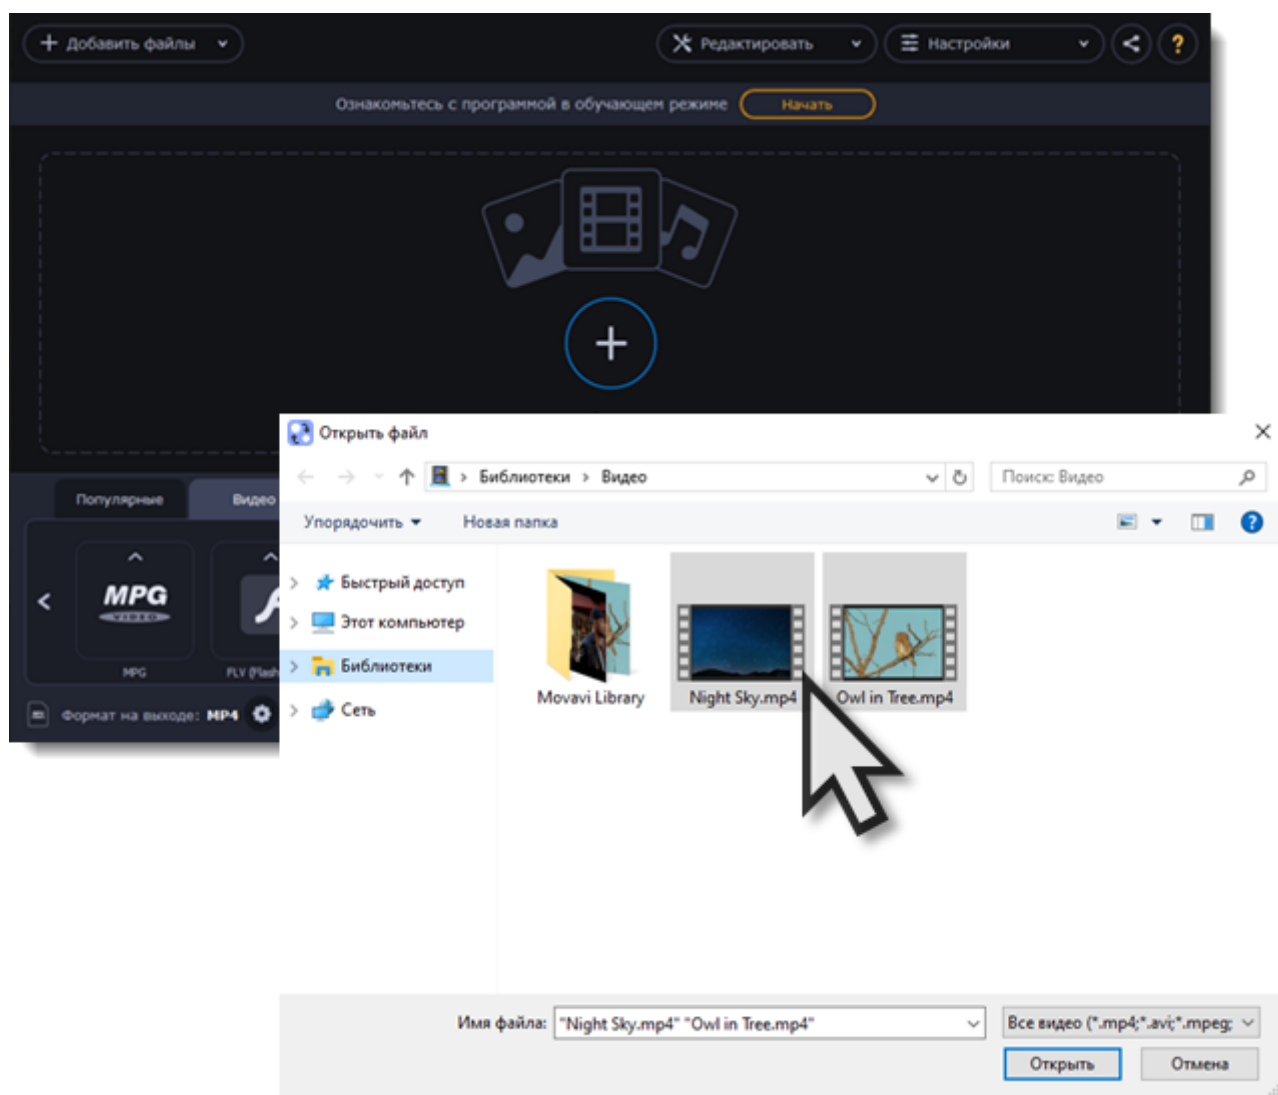 Добавить файлы
Редактировать
Настройки
?
Ознакомьтесь с программой в обучающем режиме
Начать
Открыть файл
Библиотеки > Видео
Поиск: Видео
Упорядочить
Новая папка
?
Быстрый доступ
Этот компьютер
Библиотеки
Сеть
Movavi Library
Night Sky.mp4
Owl in Tree.mp4
Популярные
Видео
MPG
VIDEO
MPG
FLV (Flash
Формат на выходе: MP4
Имя файла: "Night Sky.mp4" "Owl in Tree.mp4"
Все видео (*.mp4;*.avi;*.mpeg;
Открыть
Отмена